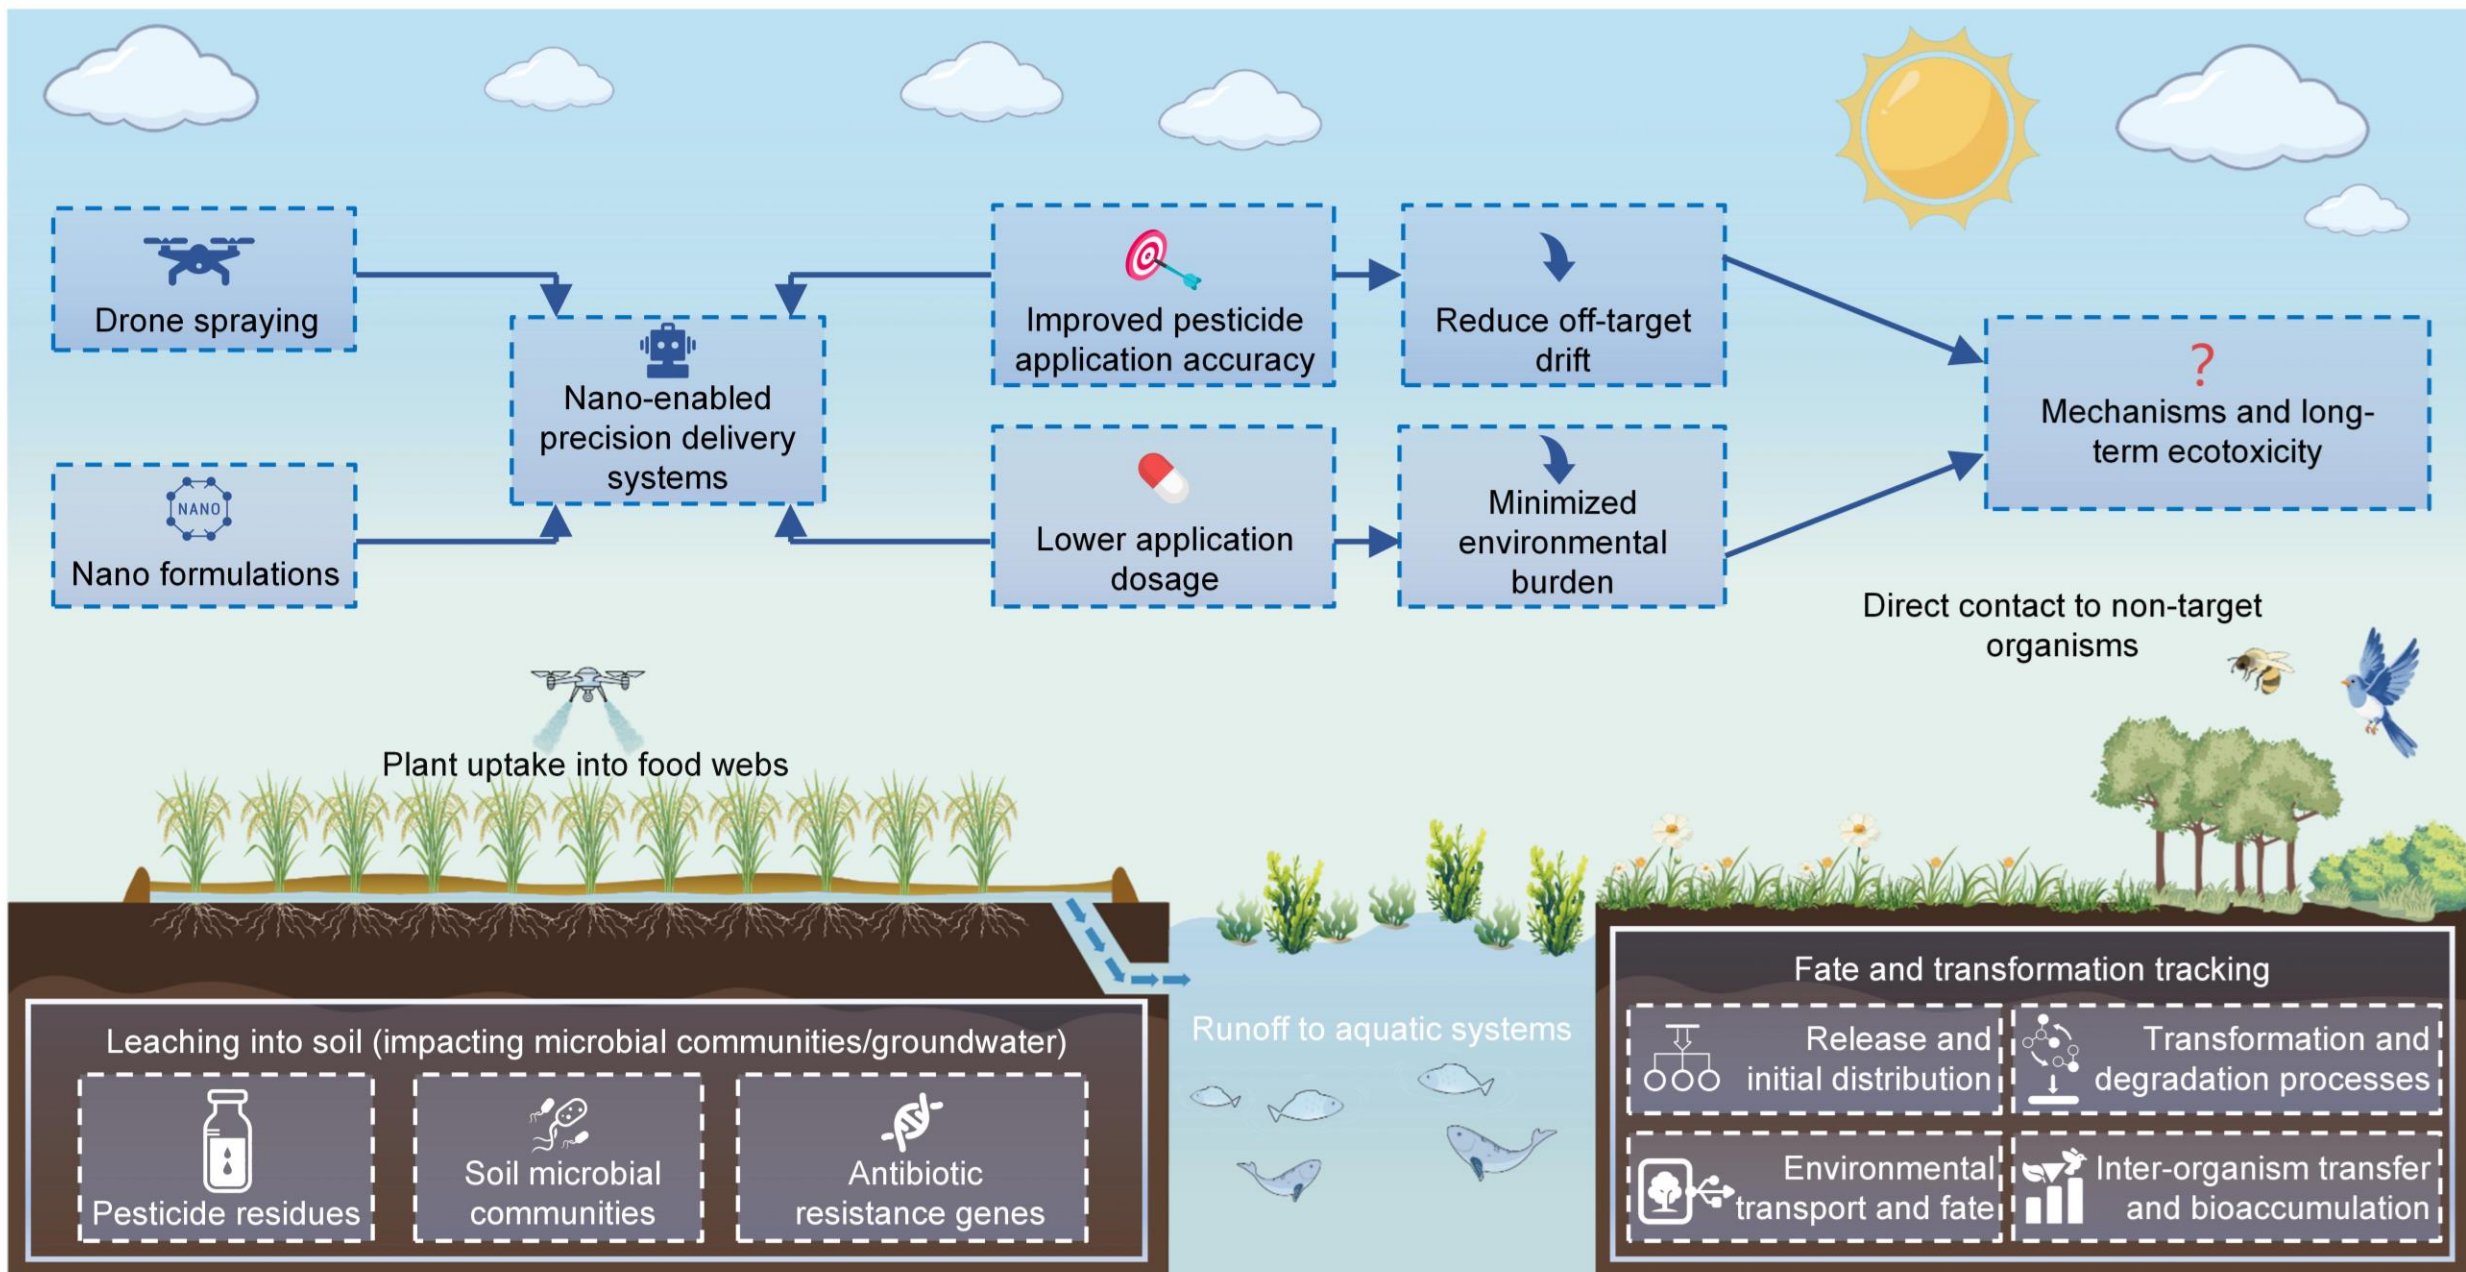 Drone spraying
NANO
Nano formulations
Nano-enabled
precision delivery
systems
Improved pesticide
application accuracy
Lower application
dosage
Reduce off-target
drift
Minimized
environmental
burden
?
Mechanisms and long-
term ecotoxicity
Direct contact to non-target
organisms
Plant uptake into food webs
Leaching into soil (impacting microbial communities/groundwater)
Pesticide residues
Soil microbial
communities
Antibiotic
resistance genes
Runoff to aquatic systems
Fate and transformation tracking
Release and
initial distribution
Transformation and
degradation processes
Environmental
transport and fate
Inter-organism transfer
and bioaccumulation